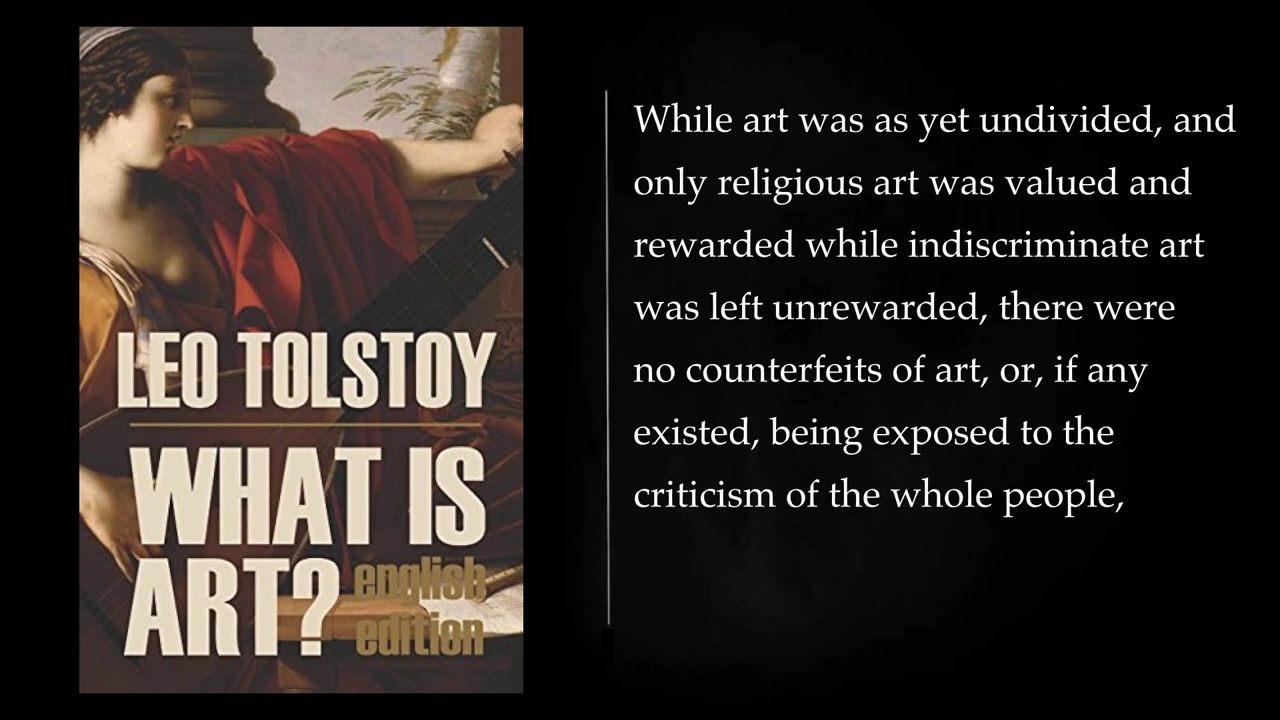 LEO TOLSTOY
WHAT IS
ART?
english
edition
While art was as yet undivided, and
only religious art was valued and
rewarded while indiscriminate art
was left unrewarded, there were
no counterfeits of art, or, if any
existed, being exposed to the
criticism of the whole people,